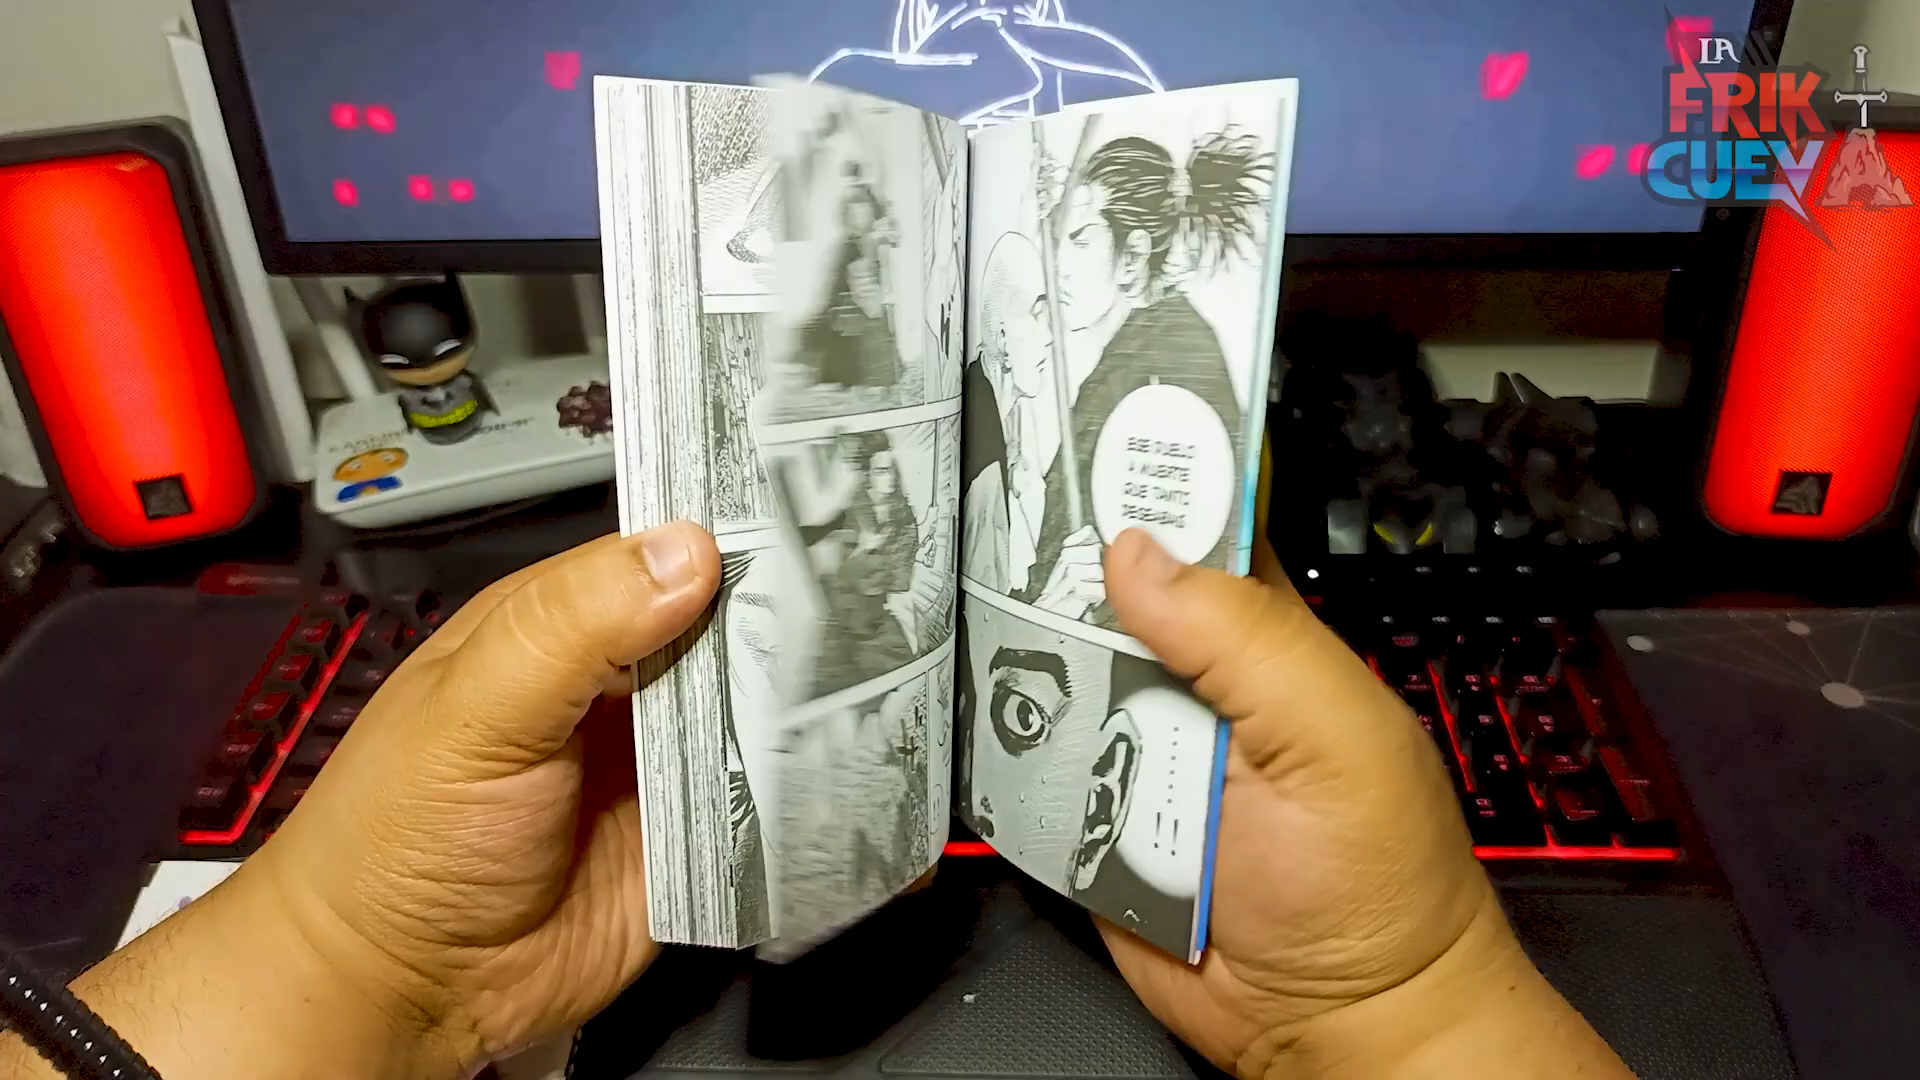 LA
FRIK
CUEVA
ESE DUELO
A MUERTE
QUE TANTO
DESEABAS
........!!